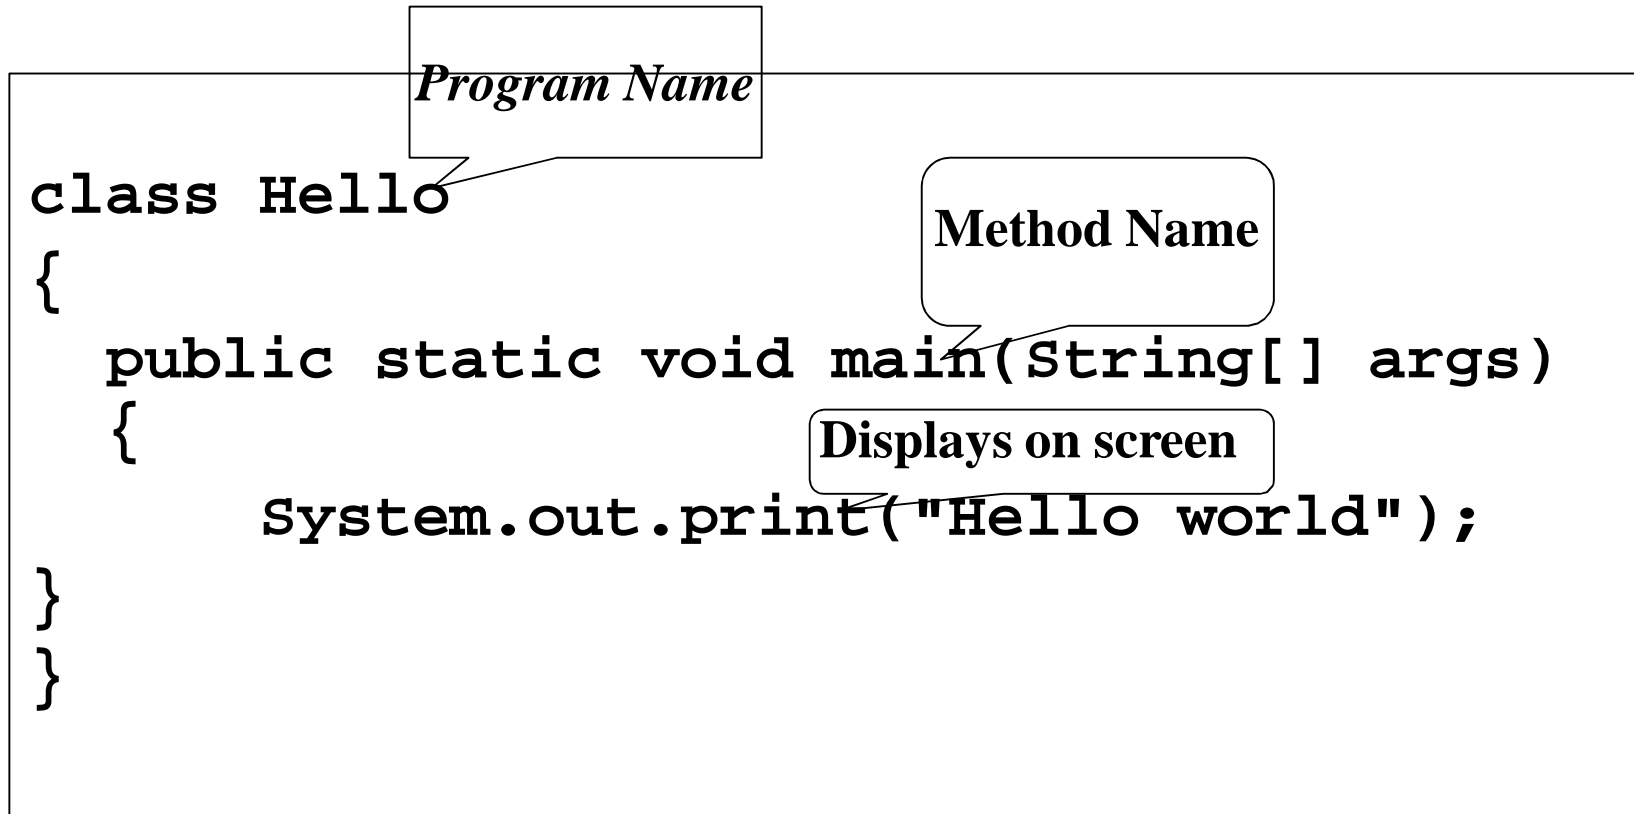 Program Name
class Hello
Method Name
{
public static void main(String[] args)
{
Displays on screen
System.out.print("Hello world");
}
}